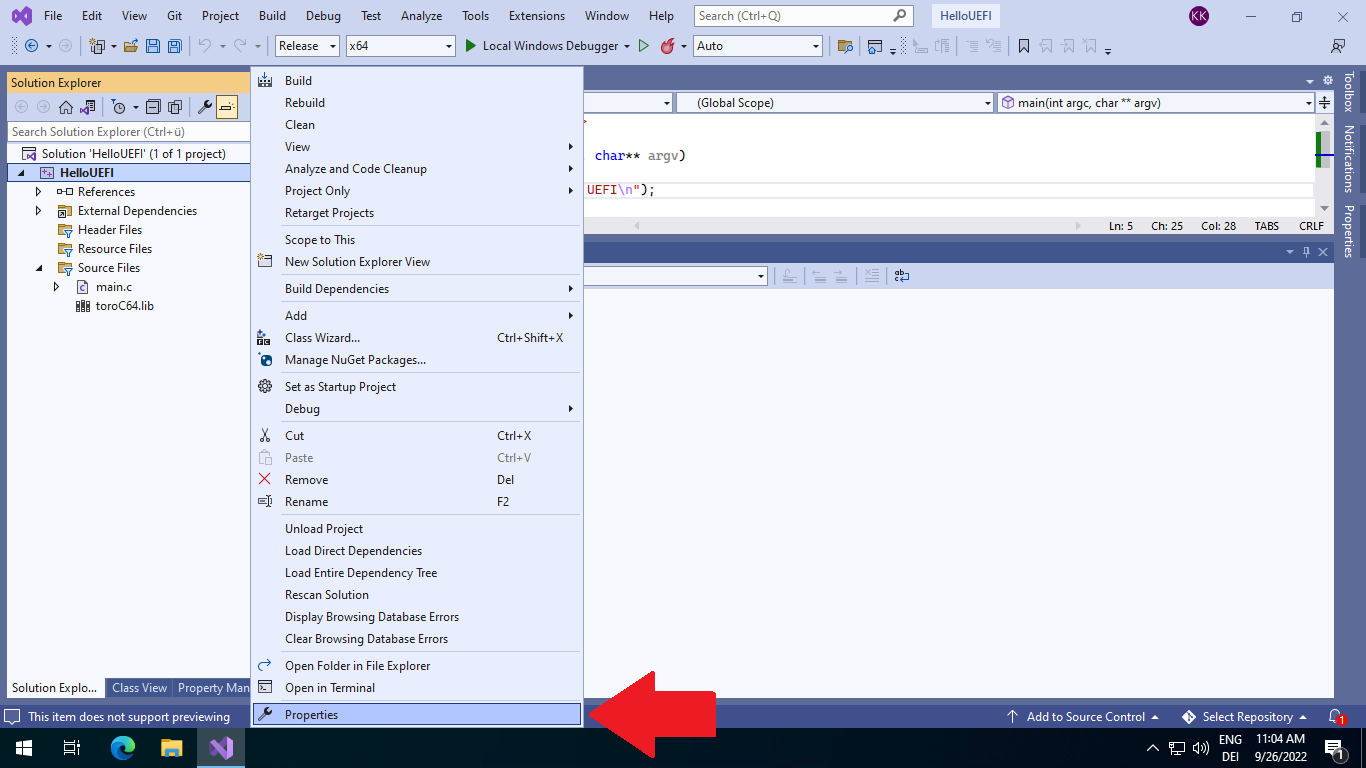 File Edit View Git Project Build Debug Test Analyze Tools Extensions Window Help Search (Ctrl+Q) HelloUEFI KK
Release x64 Local Windows Debugger Auto
Solution Explorer
Search Solution Explorer (Ctrl+ü)
Solution 'HelloUEFI' (1 of 1 project)
HelloUEFI
References
External Dependencies
Header Files
Resource Files
Source Files
main.c
toroC64.lib
Solution Explo... Class View Property Man
Build
Rebuild
Clean
View
Analyze and Code Cleanup
Project Only
Retarget Projects
Scope to This
New Solution Explorer View
Build Dependencies
Add
Class Wizard... Ctrl+Shift+X
Manage NuGet Packages...
Set as Startup Project
Debug
Cut Ctrl+X
Paste Ctrl+V
Remove Del
Rename F2
Unload Project
Load Direct Dependencies
Load Entire Dependency Tree
Rescan Solution
Display Browsing Database Errors
Clear Browsing Database Errors
Open Folder in File Explorer
Open in Terminal
Properties
(Global Scope) main(int argc, char ** argv)
char** argv)
UEFI\n");
Ln: 5 Ch: 25 Col: 28 TABS CRLF
Toolbox
Notifications
Properties
This item does not support previewing Add to Source Control Select Repository 1
ENG 11:04 AM
DEI 9/26/2022 1